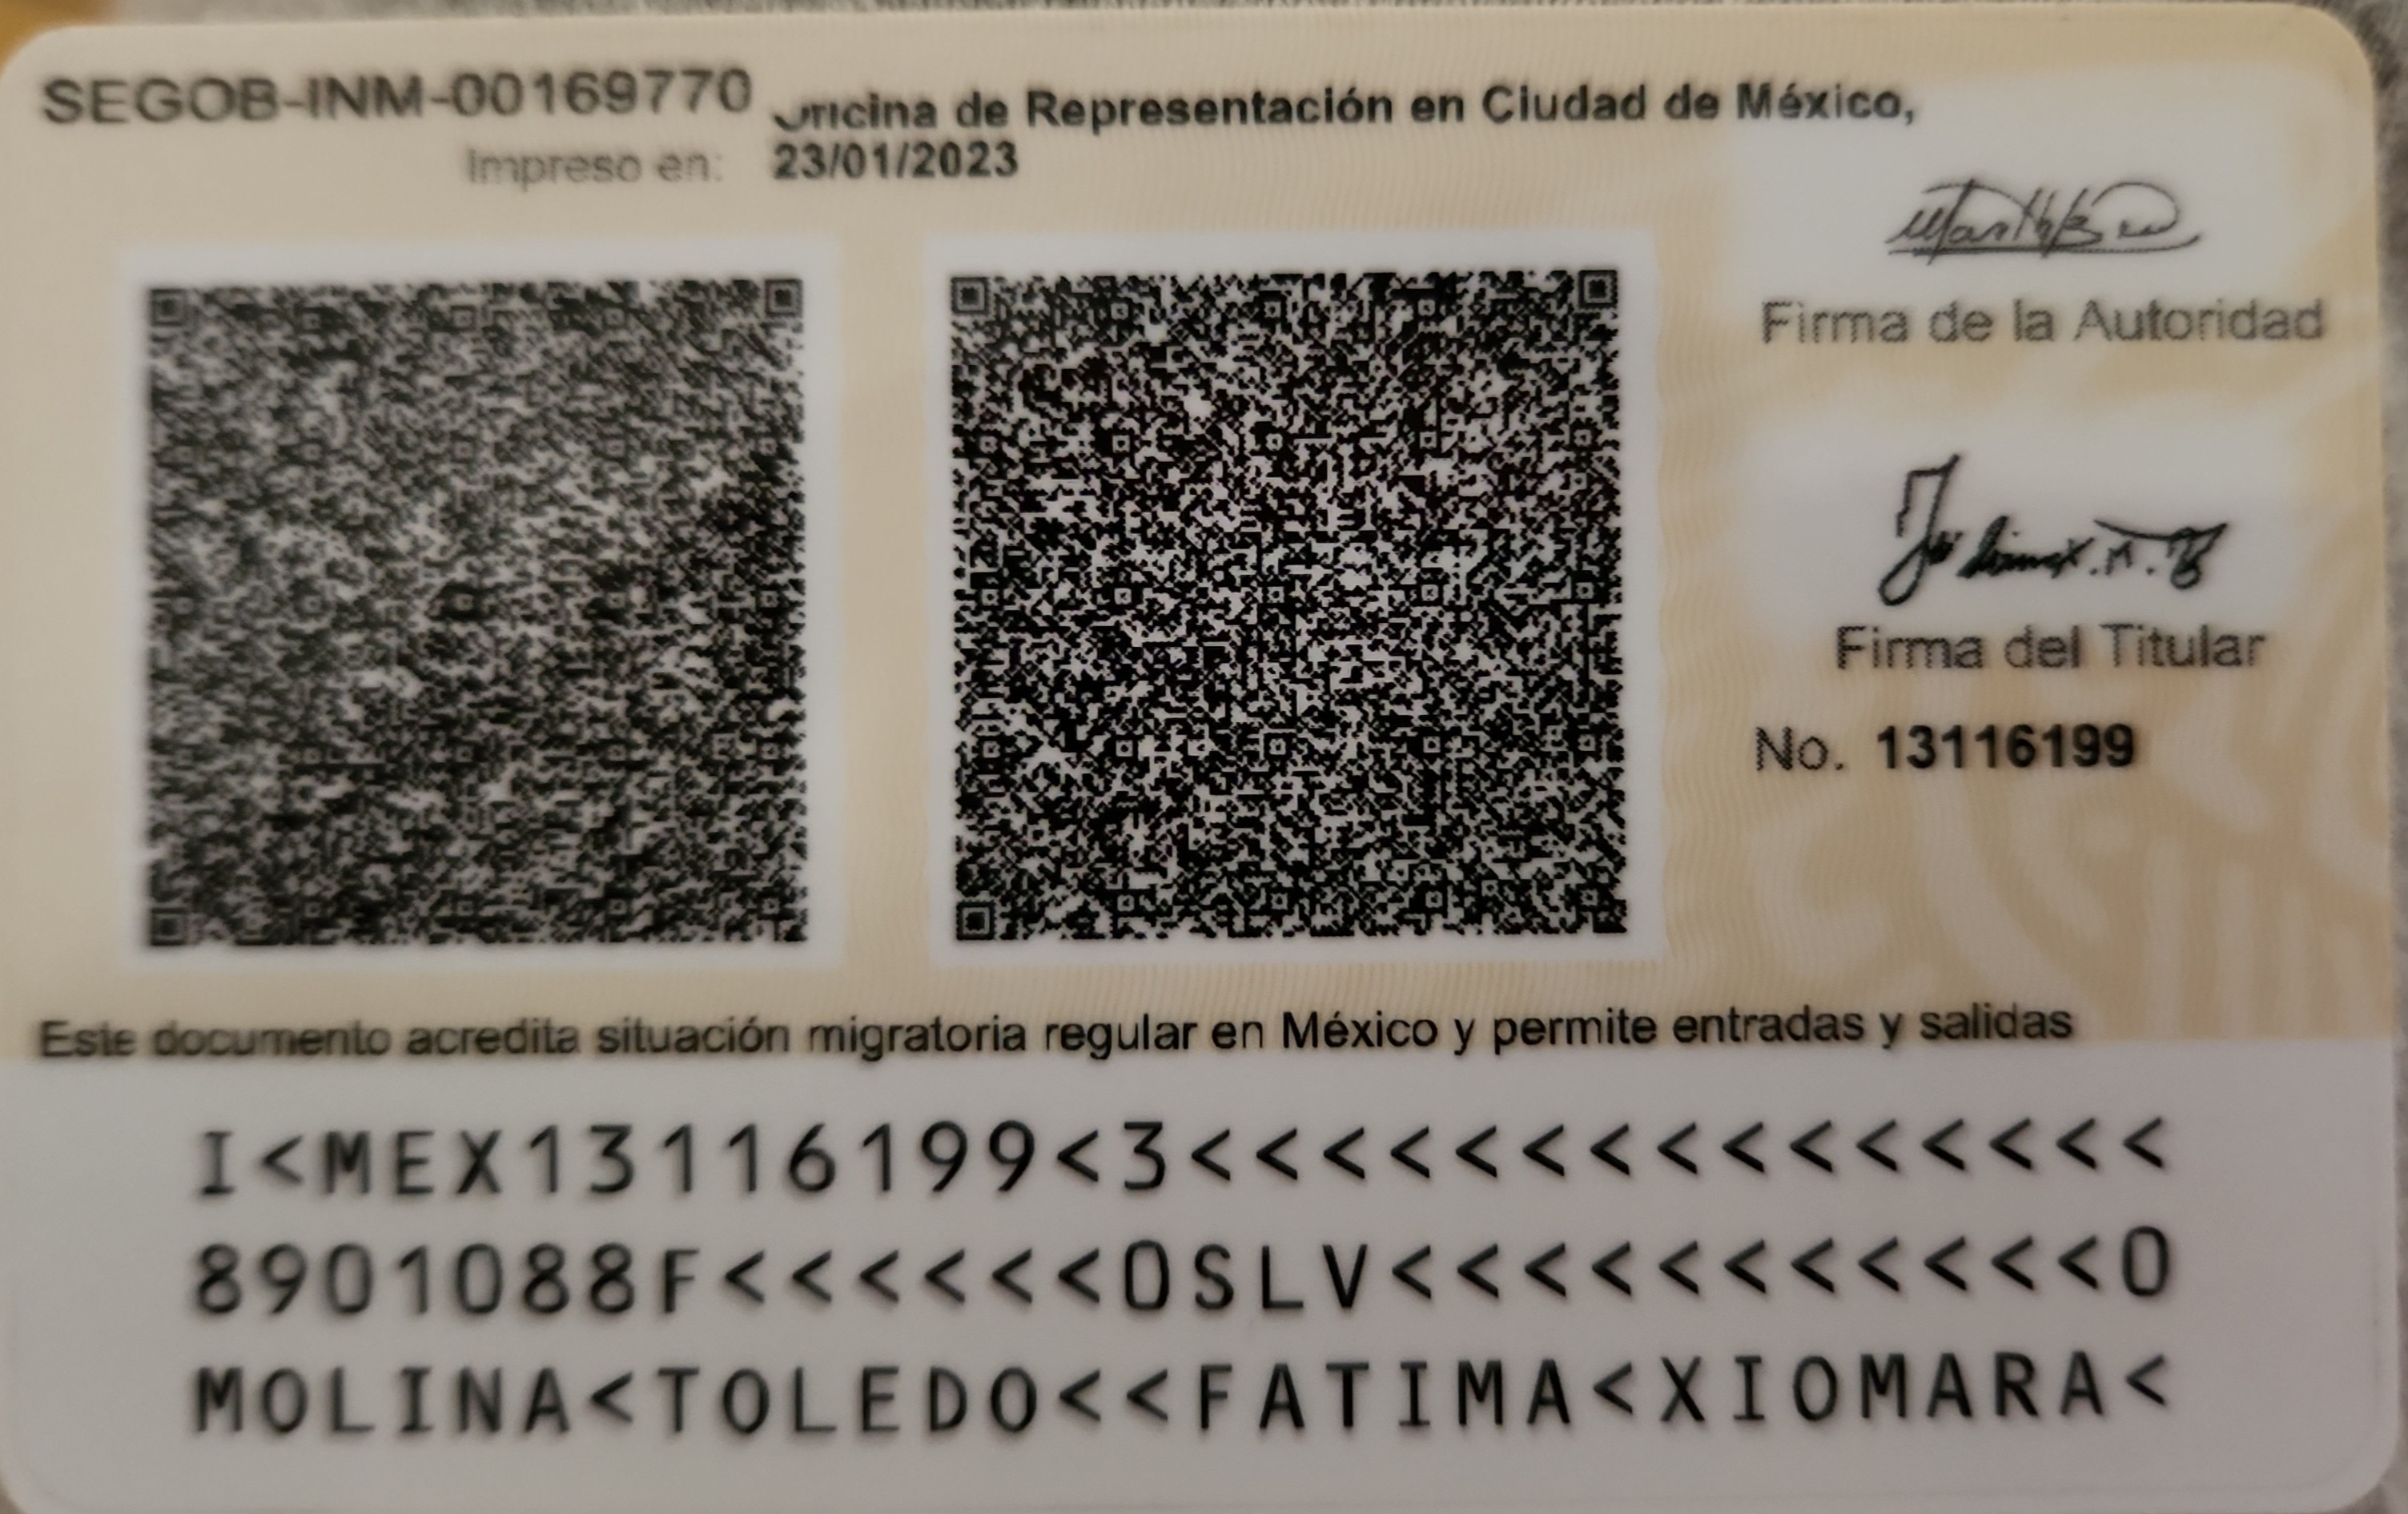 SEGOB-INM-00169770
Oficina de Representación en Ciudad de México,
Impreso en: 23/01/2023
Firma de la Autoridad
Firma del Titular
No. 13116199
Este documento acredita situación migratoria regular en México y permite entradas y salidas
I<MEX13116199<3<<<<<<<<<<<<<<<
8901088F<<<<<<0SLV<<<<<<<<<<<0
MOLINA<TOLEDO<<FATIMA<XIOMARA<